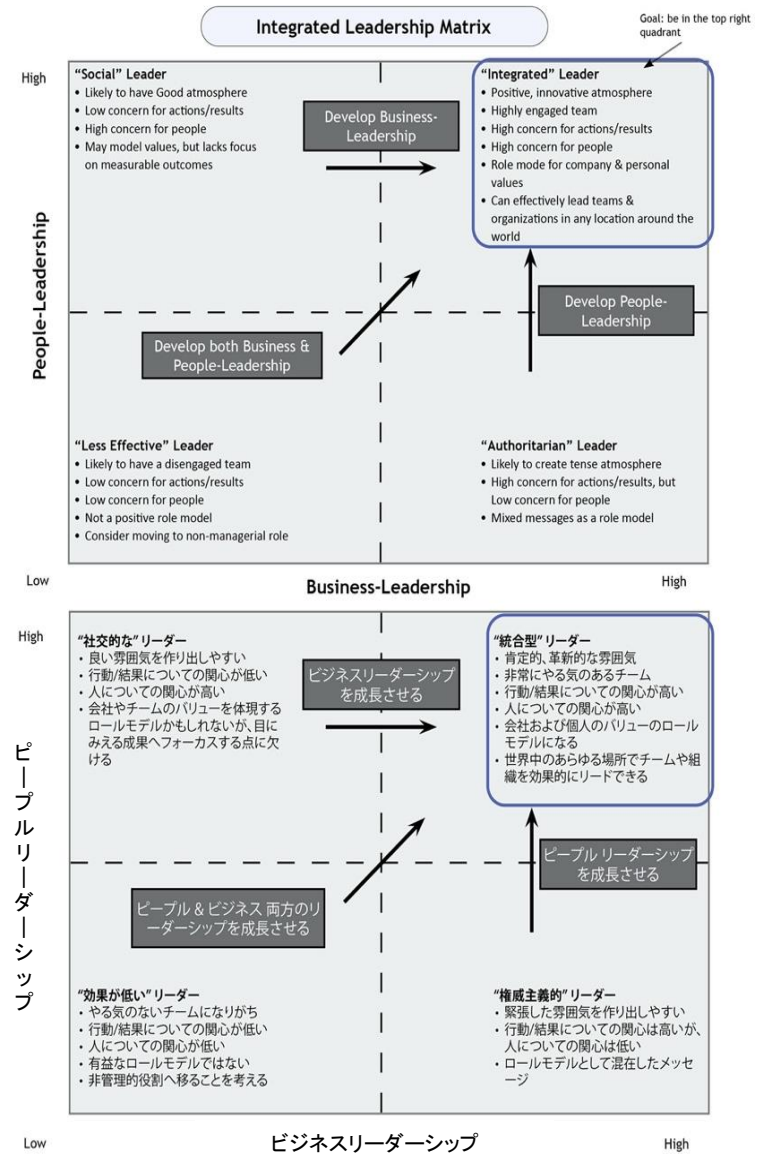 Integrated Leadership Matrix
Goal: be in the top right
quadrant
High
"Social" Leader
• Likely to have Good atmosphere
• Low concern for actions/results
• High concern for people
• May model values, but lacks focus
on measurable outcomes
Develop Business-
Leadership
"Integrated" Leader
• Positive, innovative atmosphere
• Highly engaged team
• High concern for actions/results
• High concern for people
• Role mode for company & personal
values
• Can effectively lead teams &
organizations in any location around the
world
People-Leadership
Develop both Business &
People-Leadership
Develop People-
Leadership
"Less Effective" Leader
• Likely to have a disengaged team
• Low concern for actions/results
• Low concern for people
• Not a positive role model
• Consider moving to non-managerial role
"Authoritarian" Leader
• Likely to create tense atmosphere
• High concern for actions/results, but
Low concern for people
• Mixed messages as a role model
Low
Business-Leadership
High
High
"社交的な" リーダー
・良い雰囲気を作り出しやすい
・行動/結果についての関心が低い
・人についての関心が高い
・会社やチームのバリューを体現する
ロールモデルかもしれないが、目に
みえる成果へフォーカスする点に欠
ける
ビジネスリーダーシップ
を成長させる
"統合型" リーダー
・肯定的、革新的な雰囲気
・非常にやる気のあるチーム
・行動/結果についての関心が高い
・人についての関心が高い
・会社および個人のバリューのロール
モデルになる
・世界中のあらゆる場所でチームや組
織を効果的にリードできる
ピープルリーダーシップ
ピープル & ビジネス 両方のリ
ーダーシップを成長させる
ピープル リーダーシップ
を成長させる
"効果が低い" リーダー
・やる気のないチームになりがち
・行動/結果についての関心が低い
・人についての関心が低い
・有益なロールモデルではない
・非管理的役割へ移ることを考える
"権威主義的" リーダー
・緊張した雰囲気を作り出しやすい
・行動/結果についての関心は高いが、
人についての関心は低い
・ロールモデルとして混在したメッセ
ージ
Low
ビジネスリーダーシップ
High